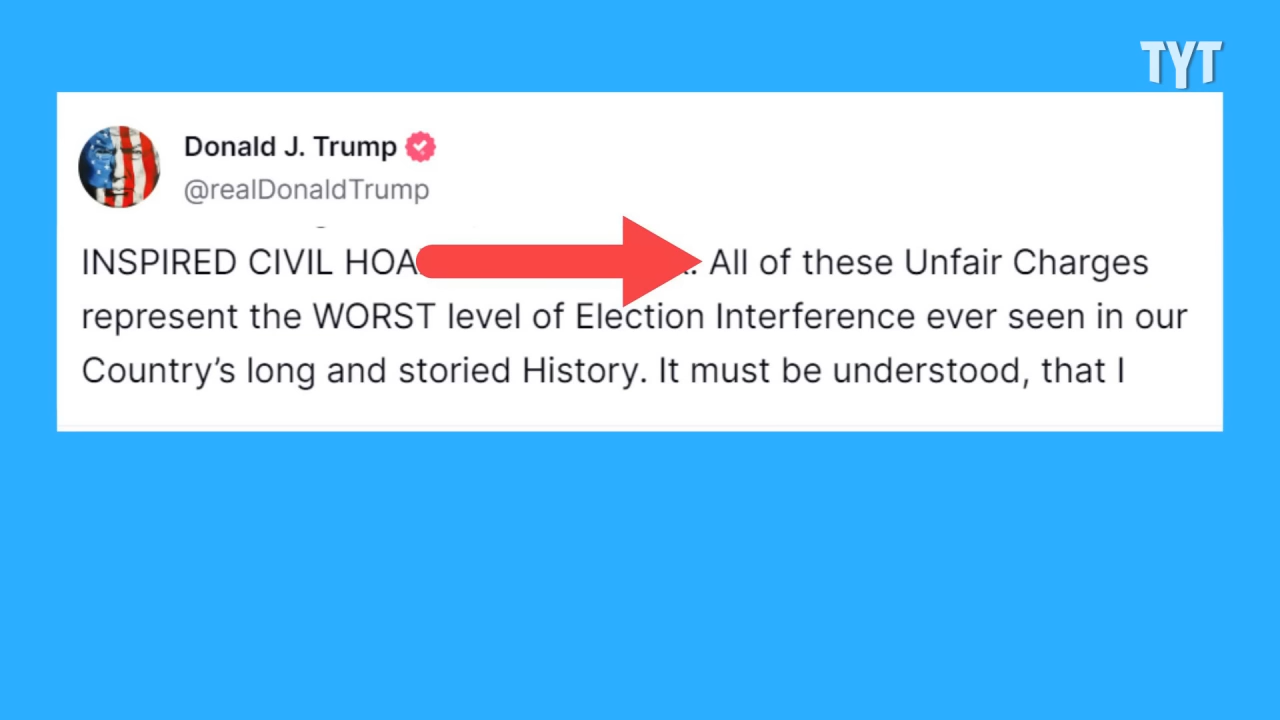 TYT
Donald J. Trump
@realDonaldTrump
INSPIRED CIVIL All of these Unfair Charges
represent the WORST level of Election Interference ever seen in our
Country’s long and storied History. It must be understood, that I